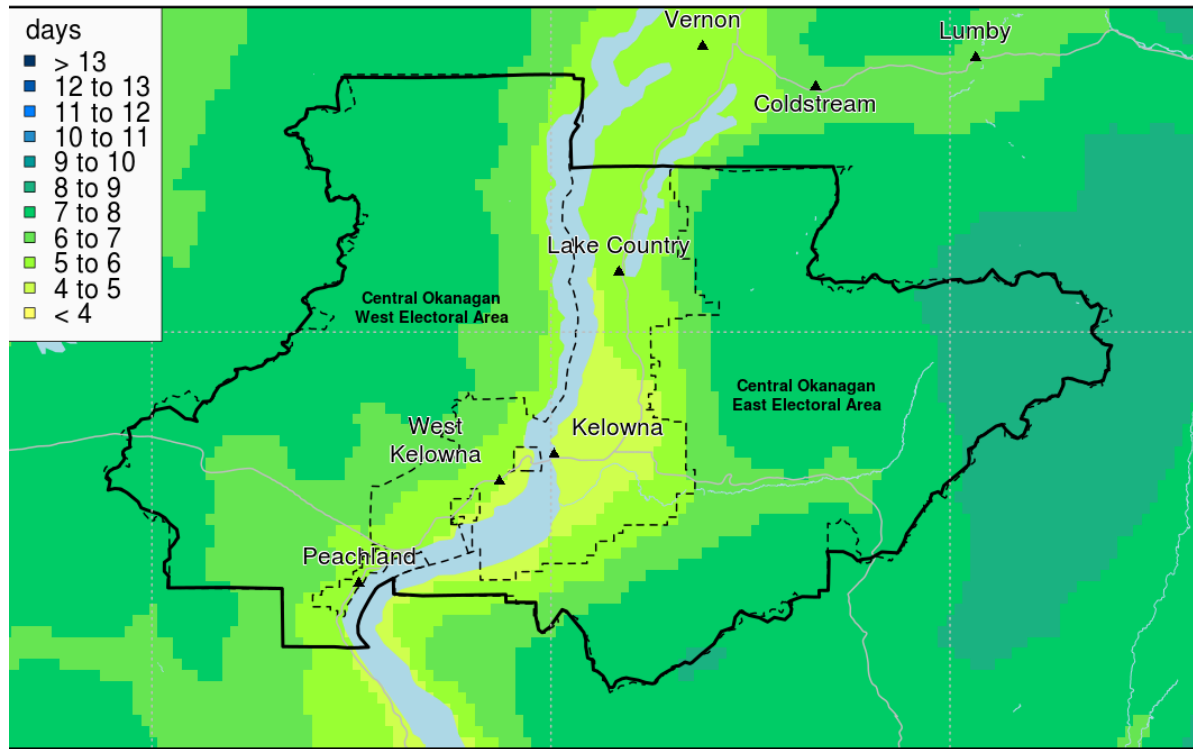 days
> 13
12 to 13
11 to 12
10 to 11
9 to 10
8 to 9
7 to 8
6 to 7
5 to 6
4 to 5
< 4
Vernon
Lumby
Coldstream
Lake Country
Central Okanagan
West Electoral Area
Central Okanagan
East Electoral Area
West
Kelowna
Kelowna
Peachland